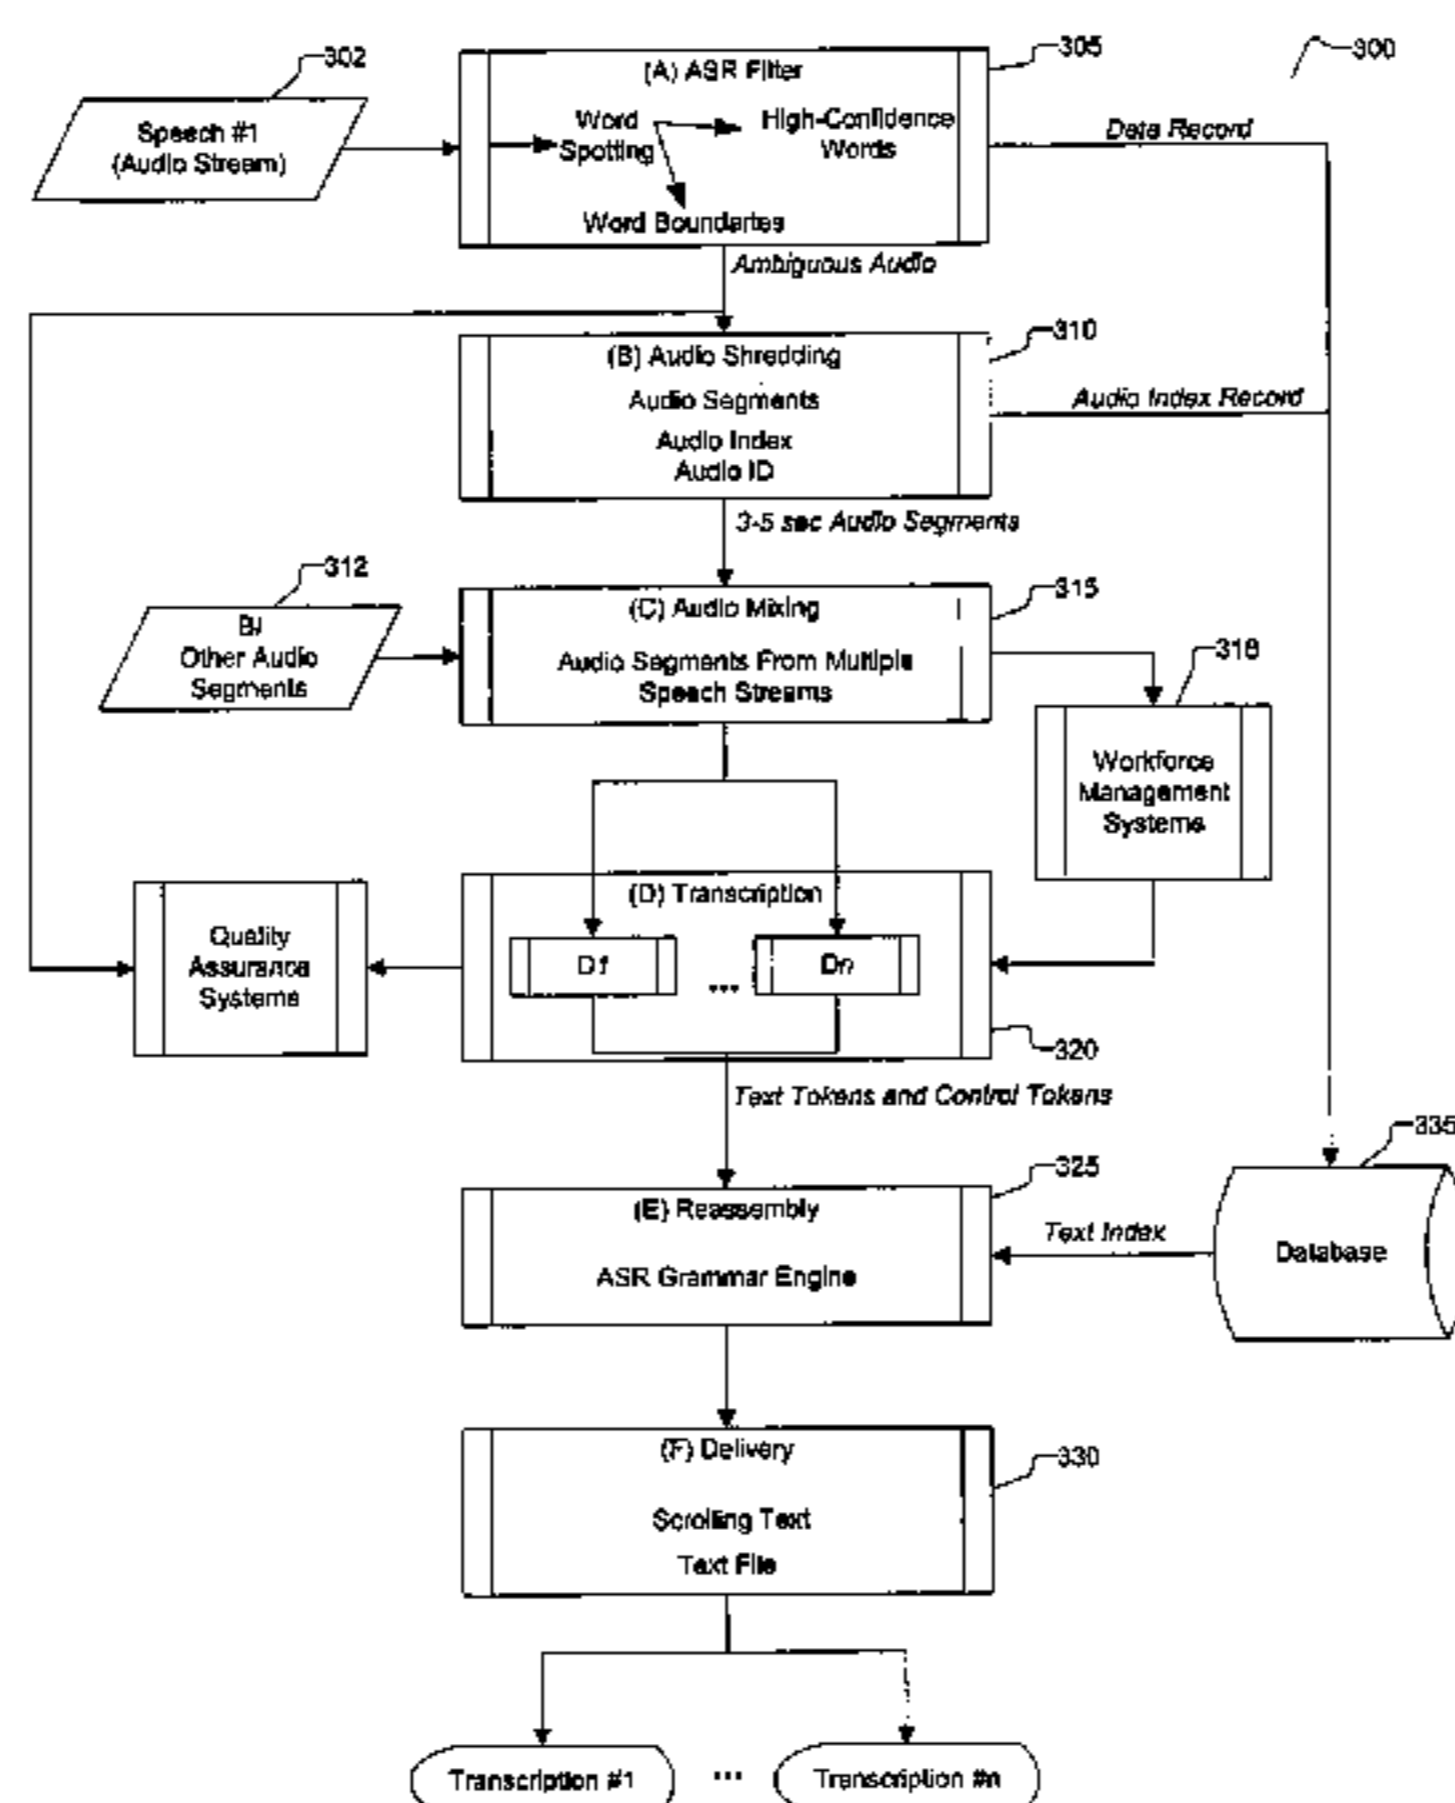 302
305
300
(A) ASR Filter
Speech #1
(Audio Stream)
Word
Spotting
High-Confidence
Words
Data Record
Word Boundaries
Ambiguous Audio
310
(B) Audio Shredding
Audio Segments
Audio Index
Audio ID
Audio Index Record
3-5 sec Audio Segments
312
315
Other Audio
Segments
(C) Audio Mixing
Audio Segments From Multiple
Speech Streams
318
Workforce
Management
Systems
(D) Transcription
Quality
Assurance
Systems
D1
...
Dn
320
Text Tokens and Control Tokens
335
325
(E) Reassembly
ASR Grammar Engine
Text Index
Database
330
(F) Delivery
Scrolling Text
Text File
Transcription #1
...
Transcription #n